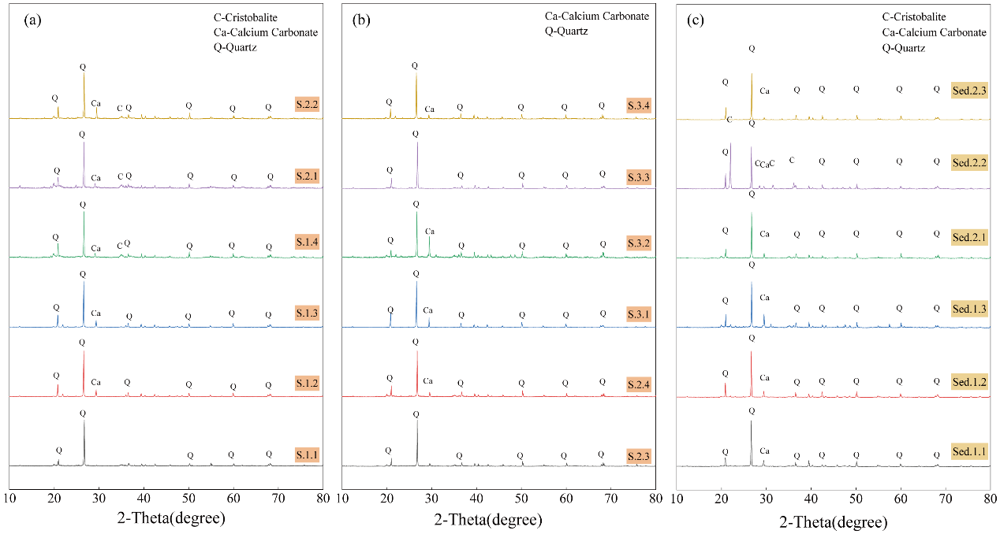 (a)
C-Cristobalite
Ca-Calcium Carbonate
Q-Quartz
Q
Q
Ca
C
Q
Q
Q
Q
S.2.2
Q
Q
Ca
C
Q
Q
Q
Q
S.2.1
Q
Q
Ca
C
Q
Q
Q
Q
S.1.4
Q
Q
Ca
Q
Q
Q
Q
S.1.3
Q
Q
Ca
Q
Q
Q
Q
S.1.2
Q
Q
Q
Q
Q
S.1.1
10 20 30 40 50 60 70 80
2-Theta(degree)
(b)
Ca-Calcium Carbonate
Q-Quartz
Q
Q
Ca
Q
Q
Q
Q
S.3.4
Q
Q
Q
Q
Q
Q
S.3.3
Q
Q
Ca
Q
Q
Q
Q
S.3.2
Q
Q
Ca
Q
Q
Q
Q
S.3.1
Q
Q
Ca
Q
Q
Q
Q
S.2.4
Q
Q
Q
Q
Q
Q
S.2.3
10 20 30 40 50 60 70 80
2-Theta(degree)
(c)
C-Cristobalite
Ca-Calcium Carbonate
Q-Quartz
Q
Q
Ca
Q
Q
Q
Q
Q
Sed.2.3
C
Q
C
Ca
C
C
Q
Q
Q
Q
Sed.2.2
Q
Q
Ca
Q
Q
Q
Q
Q
Sed.2.1
Q
Q
Ca
Q
Q
Q
Q
Q
Sed.1.3
Q
Q
Ca
Q
Q
Q
Q
Q
Sed.1.2
Q
Q
Ca
Q
Q
Q
Q
Q
Sed.1.1
10 20 30 40 50 60 70 80
2-Theta(degree)